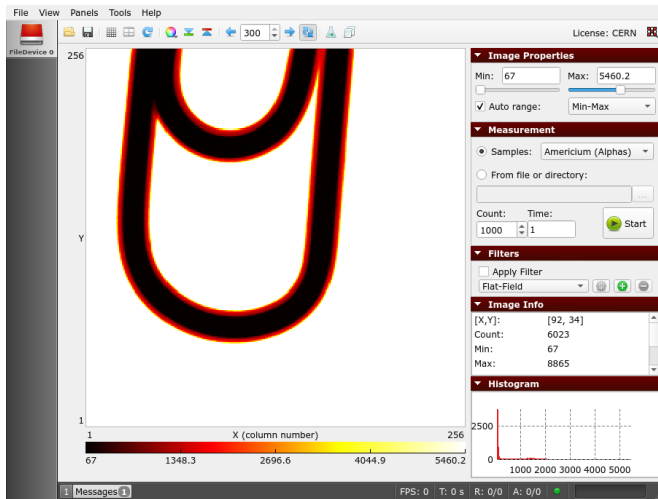 File View Panels Tools Help
FileDevice 0
300
License: CERN
256
Y
1
1 X (column number) 256
67 1348.3 2696.6 4044.9 5460.2
Image Properties
Min: 67 Max: 5460.2
Auto range: Min-Max
Measurement
Samples: Americium (Alphas)
From file or directory:
...
Count: Time:
1000 1 Start
Filters
Apply Filter
Flat-Field
Image Info
[X,Y]: [92, 34]
Count: 6023
Min: 67
Max: 8865
Histogram
2500
0
1000 2000 3000 4000 5000
1 Messages 1 FPS: 0 T: 0 s R: 0/0 A: 0/0